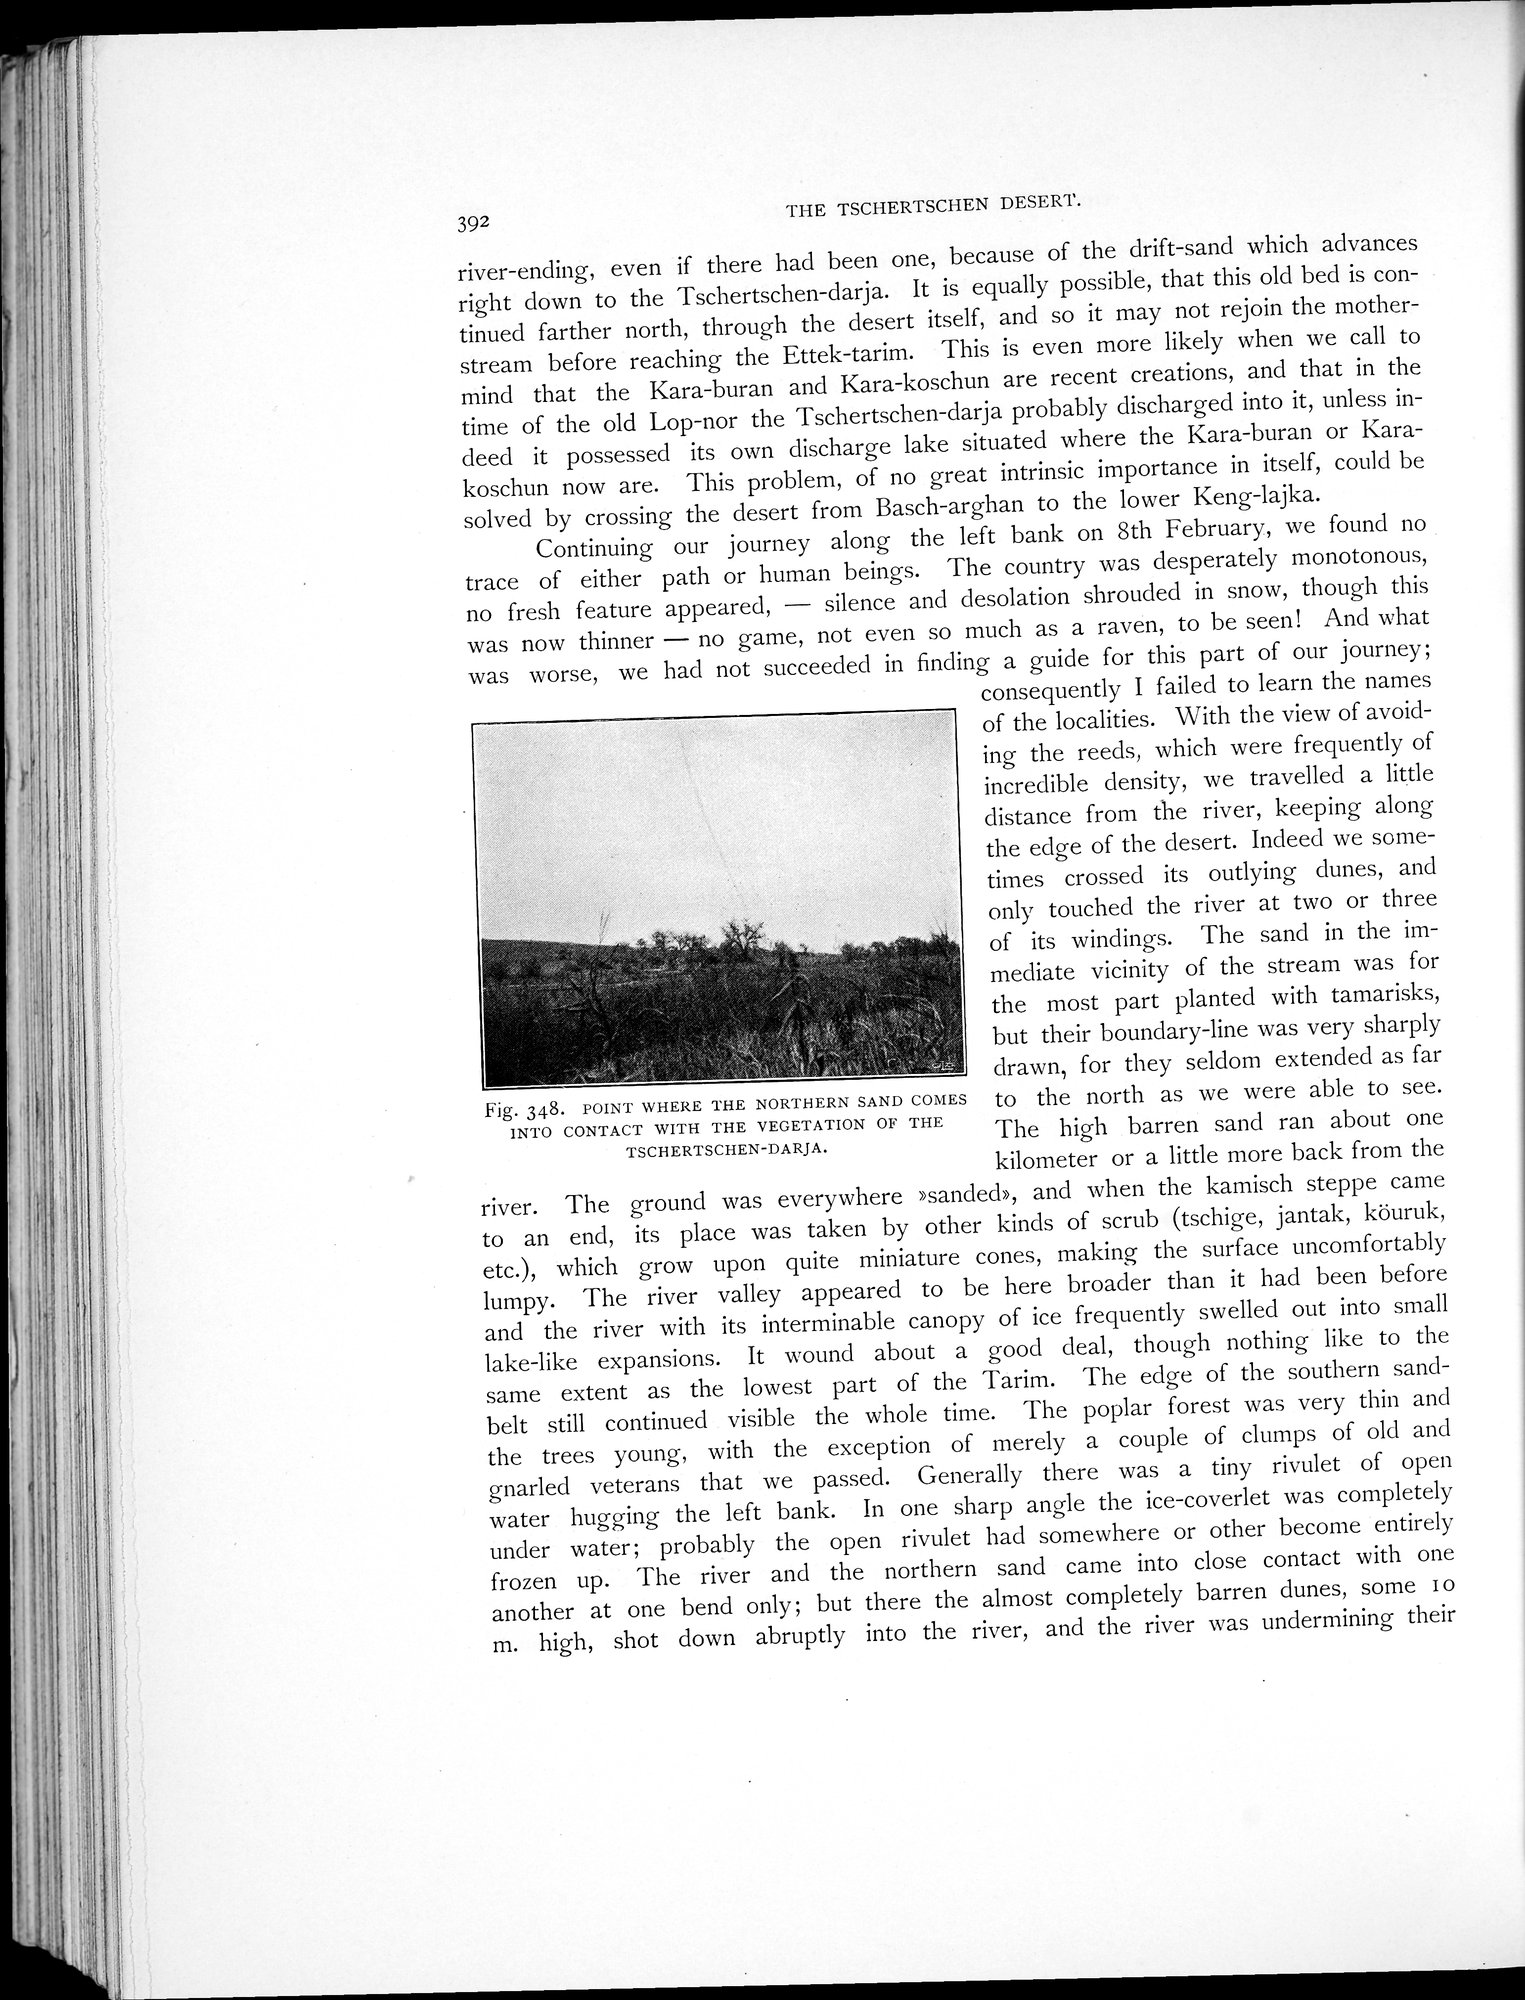 392
THE TSCHERTSCHEN DESERT.
river-ending, even if there had been one, because of the drift-sand which advances
right down to the Tschertschen-darja. It is equally possible, that this old bed is con-
tinued farther north, through the desert itself, and so it may not rejoin the mother-
stream before reaching the Ettek-tarim. This is even more likely when we call to
mind that the Kara-buran and Kara-koschun are recent creations, and that in the
time of the old Lop-nor the Tschertschen-darja probably discharged into it, unless in-
deed it possessed its own discharge lake situated where the Kara-buran or Kara-
koschun now are. This problem, of no great intrinsic importance in itself, could be
solved by crossing the desert from Basch-arghan to the lower Keng-lajka.
Continuing our journey along the left bank on 8th February, we found no
trace of either path or human beings. The country was desperately monotonous,
no fresh feature appeared, — silence and desolation shrouded in snow, though this
was now thinner — no game, not even so much as a raven, to be seen! And what
was worse, we had not succeeded in finding a guide for this part of our journey;
consequently I failed to learn the names
of the localities. With the view of avoid-
ing the reeds, which were frequently of
incredible density, we travelled a little
distance from the river, keeping along
the edge of the desert. Indeed we some-
times crossed its outlying dunes, and
only touched the river at two or three
of its windings. The sand in the im-
mediate vicinity of the stream was for
the most part planted with tamarisks,
but their boundary-line was very sharply
drawn, for they seldom extended as far
to the north as we were able to see.
The high barren sand ran about one
kilometer or a little more back from the
Fig. 348. POINT WHERE THE NORTHERN SAND COMES
INTO CONTACT WITH THE VEGETATION OF THE
TSCHERTSCHEN-DARJA.
river. The ground was everywhere »sanded», and when the kamisch steppe came
to an end, its place was taken by other kinds of scrub (tschige, jantak, köuruk,
etc.), which grow upon quite miniature cones, making the surface uncomfortably
lumpy. The river valley appeared to be here broader than it had been before
and the river with its interminable canopy of ice frequently swelled out into small
lake-like expansions. It wound about a good deal, though nothing like to the
same extent as the lowest part of the Tarim. The edge of the southern sand-
belt still continued visible the whole time. The poplar forest was very thin and
the trees young, with the exception of merely a couple of clumps of old and
gnarled veterans that we passed. Generally there was a tiny rivulet of open
water hugging the left bank. In one sharp angle the ice-coverlet was completely
under water; probably the open rivulet had somewhere or other become entirely
frozen up. The river and the northern sand came into close contact with one
another at one bend only; but there the almost completely barren dunes, some 10
m. high, shot down abruptly into the river, and the river was undermining their